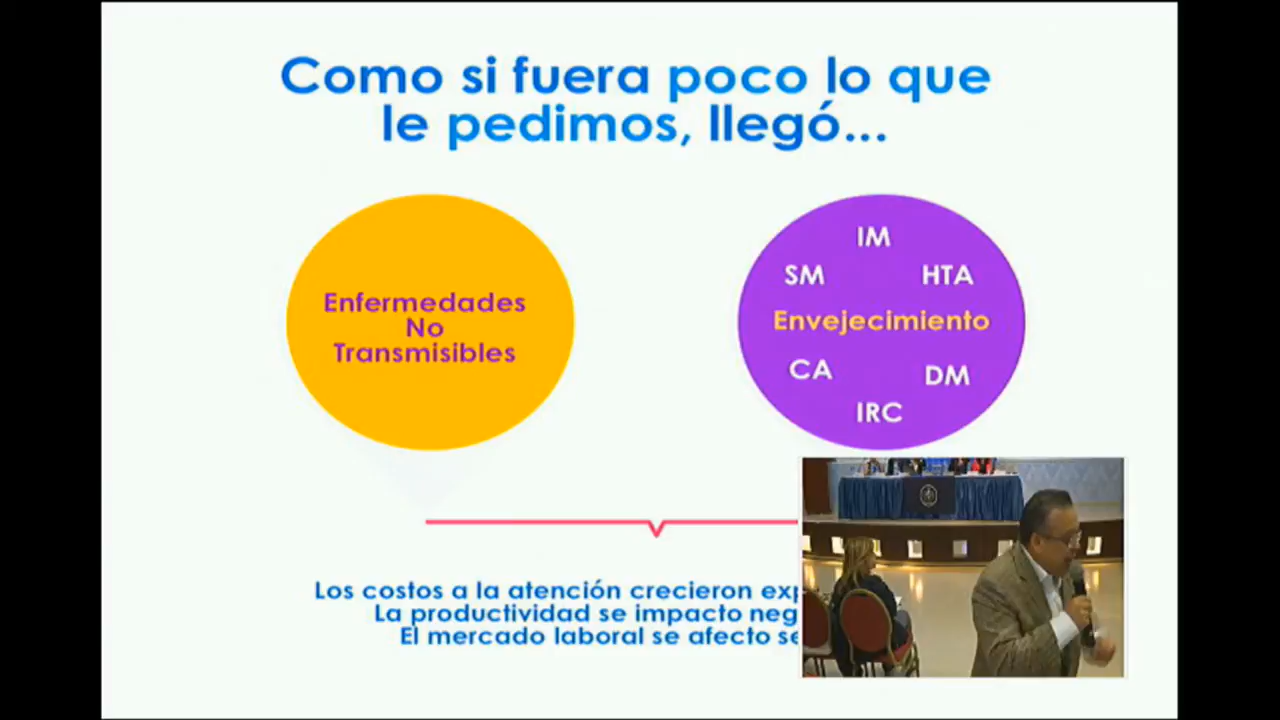 Como si fuera poco lo que
le pedimos, llegó...
Enfermedades
No
Transmisibles
IM
SM HTA
Envejecimiento
CA DM
IRC
Los costos a la atención crecieron
La productividad se impacto
El mercado laboral se afecto